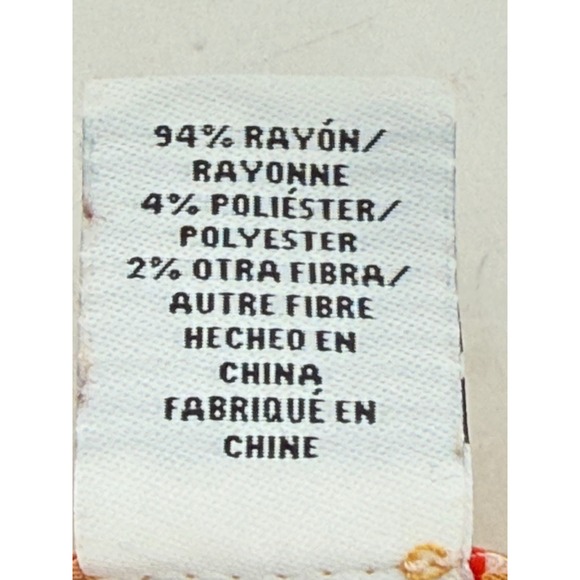 94% RAYÓN/
RAYONNE
4% POLIÉSTER/
POLYESTER
2% OTRA FIBRA/
AUTRE FIBRE
HECHEO EN
CHINA
FABRIQUÉ EN
CHINE